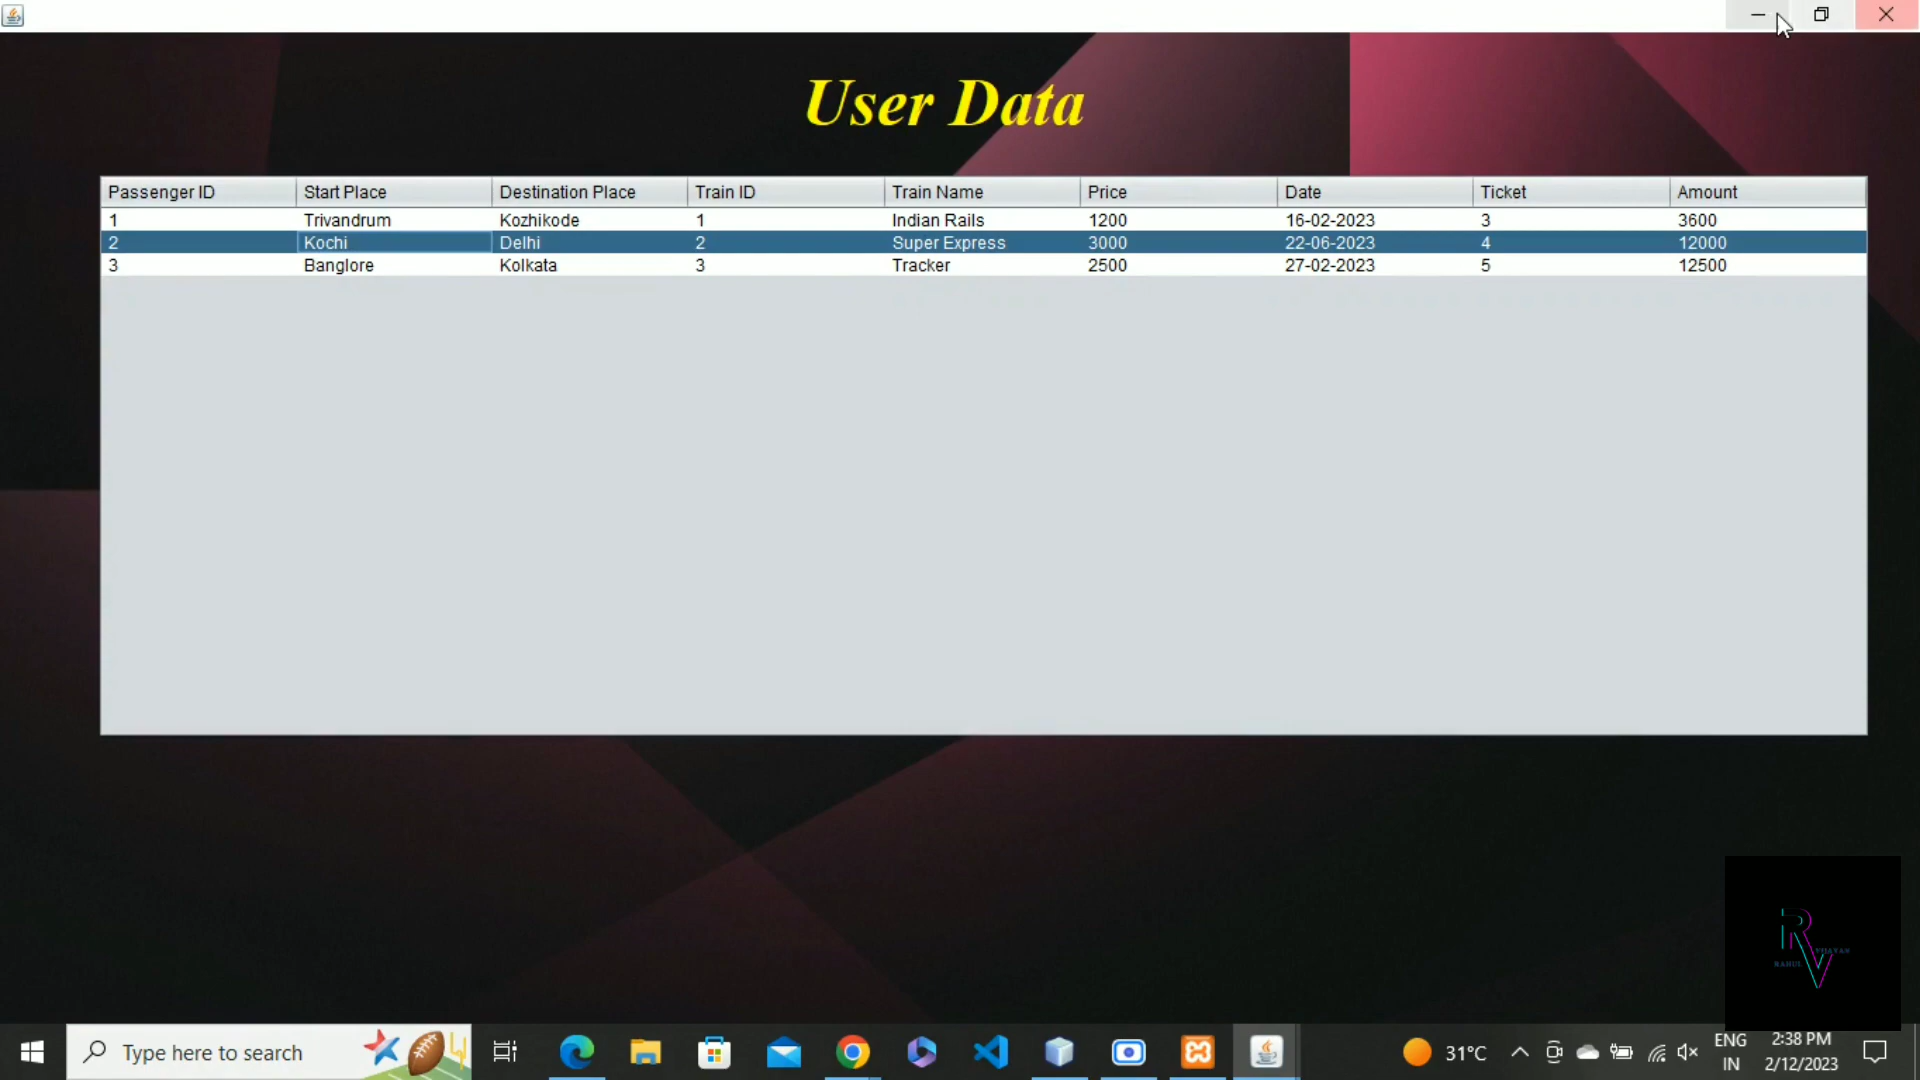 User Data
Passenger ID Start Place Destination Place Train ID Train Name Price Date Ticket Amount
1 Trivandrum Kozhikode 1 Indian Rails 1200 16-02-2023 3 3600
2 Kochi Delhi 2 Super Express 3000 22-06-2023 4 12000
3 Banglore Kolkata 3 Tracker 2500 27-02-2023 5 12500
RV
RAHUL VIJAYAN
Type here to search
31°C
ENG
IN
2:38 PM
2/12/2023